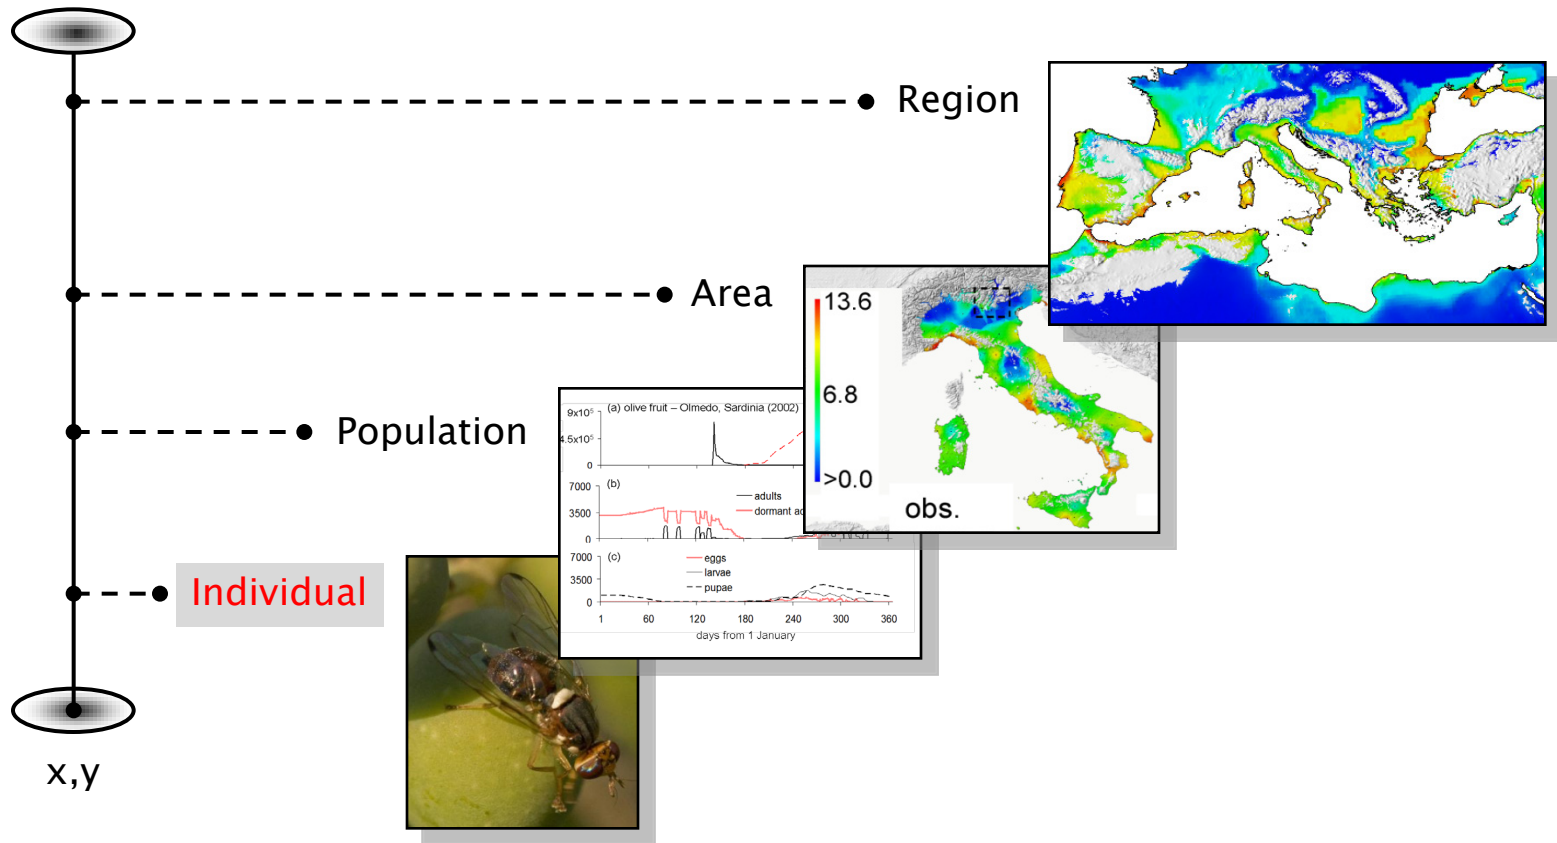 Region
Area
13.6
6.8
>0.0
obs.
Population
(a) olive fruit – Olmedo, Sardinia (2002)
9x10⁵
4.5x10⁵
0
(b)
7000
3500
0
adults
dormant
(c)
7000
3500
0
eggs
larvae
pupae
1 60 120 180 240 300 360
days from 1 January
Individual
x,y